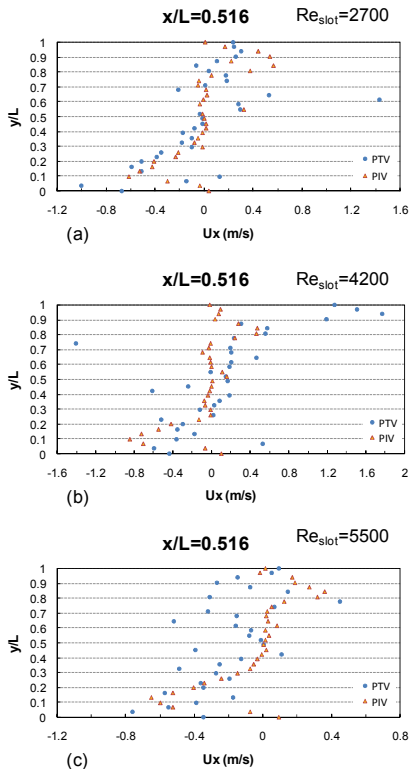 x/L=0.516 Re_slot=2700
1
0.9
0.8
0.7
0.6
0.5
0.4
0.3
0.2
0.1
0
y/L
PTV
PIV
-1.2 -0.8 -0.4 0 0.4 0.8 1.2 1.6
(a) Ux (m/s)
x/L=0.516 Re_slot=4200
1
0.9
0.8
0.7
0.6
0.5
0.4
0.3
0.2
0.1
0
y/L
PTV
PIV
-1.6 -1.2 -0.8 -0.4 0 0.4 0.8 1.2 1.6 2
(b) Ux (m/s)
x/L=0.516 Re_slot=5500
1
0.9
0.8
0.7
0.6
0.5
0.4
0.3
0.2
0.1
0
y/L
PTV
PIV
-0.8 -0.4 0 0.4 0.8
(c) Ux (m/s)